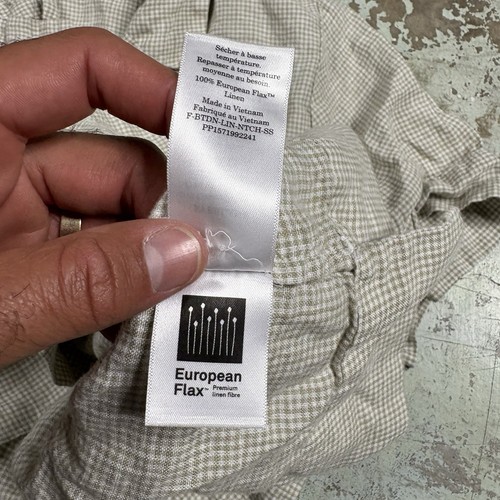 Sécher à basse
température.
Repasser à température
moyenne au besoin.
100% European Flax™
Linen
Made in Vietnam
Fabriqué au Vietnam
F-BTDN-LIN-NTCH-SS
PP1571992241
European
Flax™ Premium
linen fibre